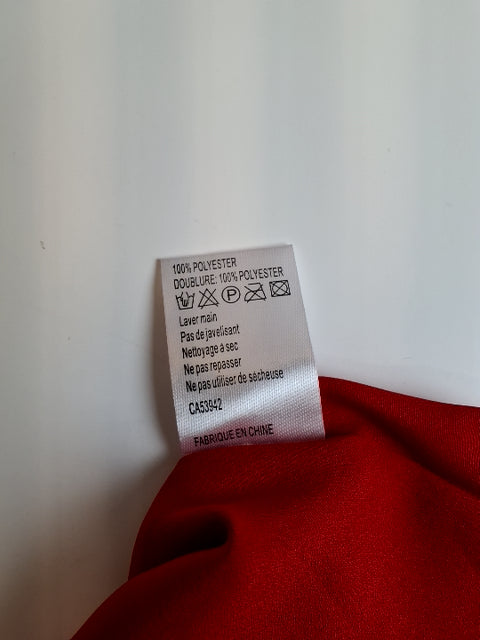 100% POLYESTER
DOUBLURE: 100% POLYESTER
P
Laver main
Pas de javelisant
Nettoyage à sec
Ne pas repasser
Ne pas utiliser de sécheuse
CA53942
FABRIQUE EN CHINE